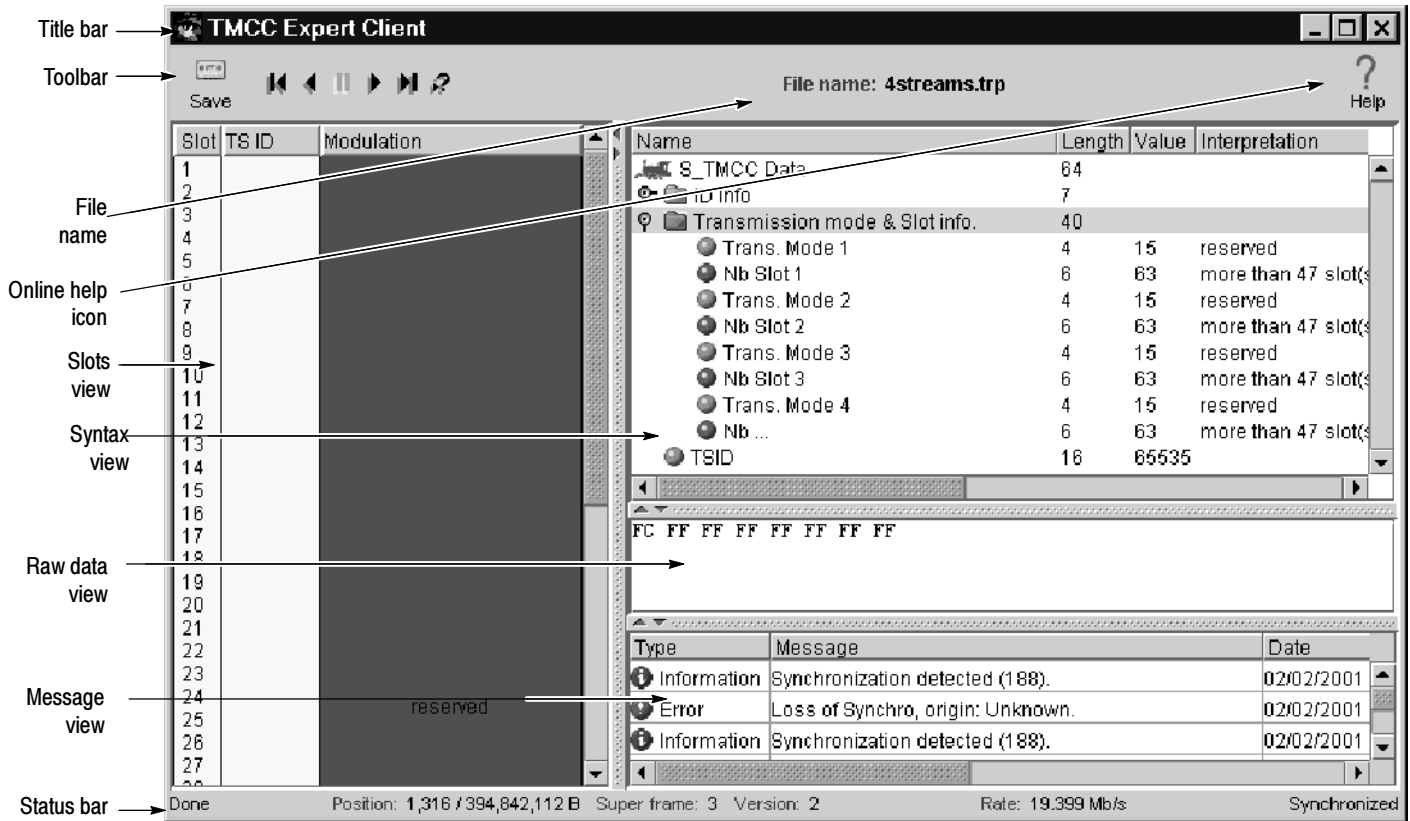 Title bar
TMCC Expert Client
Toolbar
Save
File name: 4streams.trp
Help
Slot TS ID Modulation
Name Length Value Interpretation
1
S_TMCC Data 64
2
ID info 7
File
name
3
Transmission mode & Slot info. 40
4
Trans. Mode 1 4 15 reserved
5
Nb Slot 1 6 63 more than 47 slot(s
Online help
icon
6
Trans. Mode 2 4 15 reserved
7
Nb Slot 2 6 63 more than 47 slot(s
8
Trans. Mode 3 4 15 reserved
Slots
view
9
10
Nb Slot 3 6 63 more than 47 slot(s
11
Trans. Mode 4 4 15 reserved
12
Nb ... 6 63 more than 47 slot(s
Syntax
view
13
TSID 16 65535
14
15
16
17
FC FF FF FF FF FF FF FF
18
Raw data
view
19
20
21
22
Type Message Date
23
Information Synchronization detected (188). 02/02/2001
Message
view
24
reserved
Error Loss of Synchro, origin: Unknown. 02/02/2001
25
26
Information Synchronization detected (188). 02/02/2001
27
Status bar
Done Position: 1,316 / 394,842,112 B Super frame: 3 Version: 2 Rate: 19.399 Mb/s Synchronized